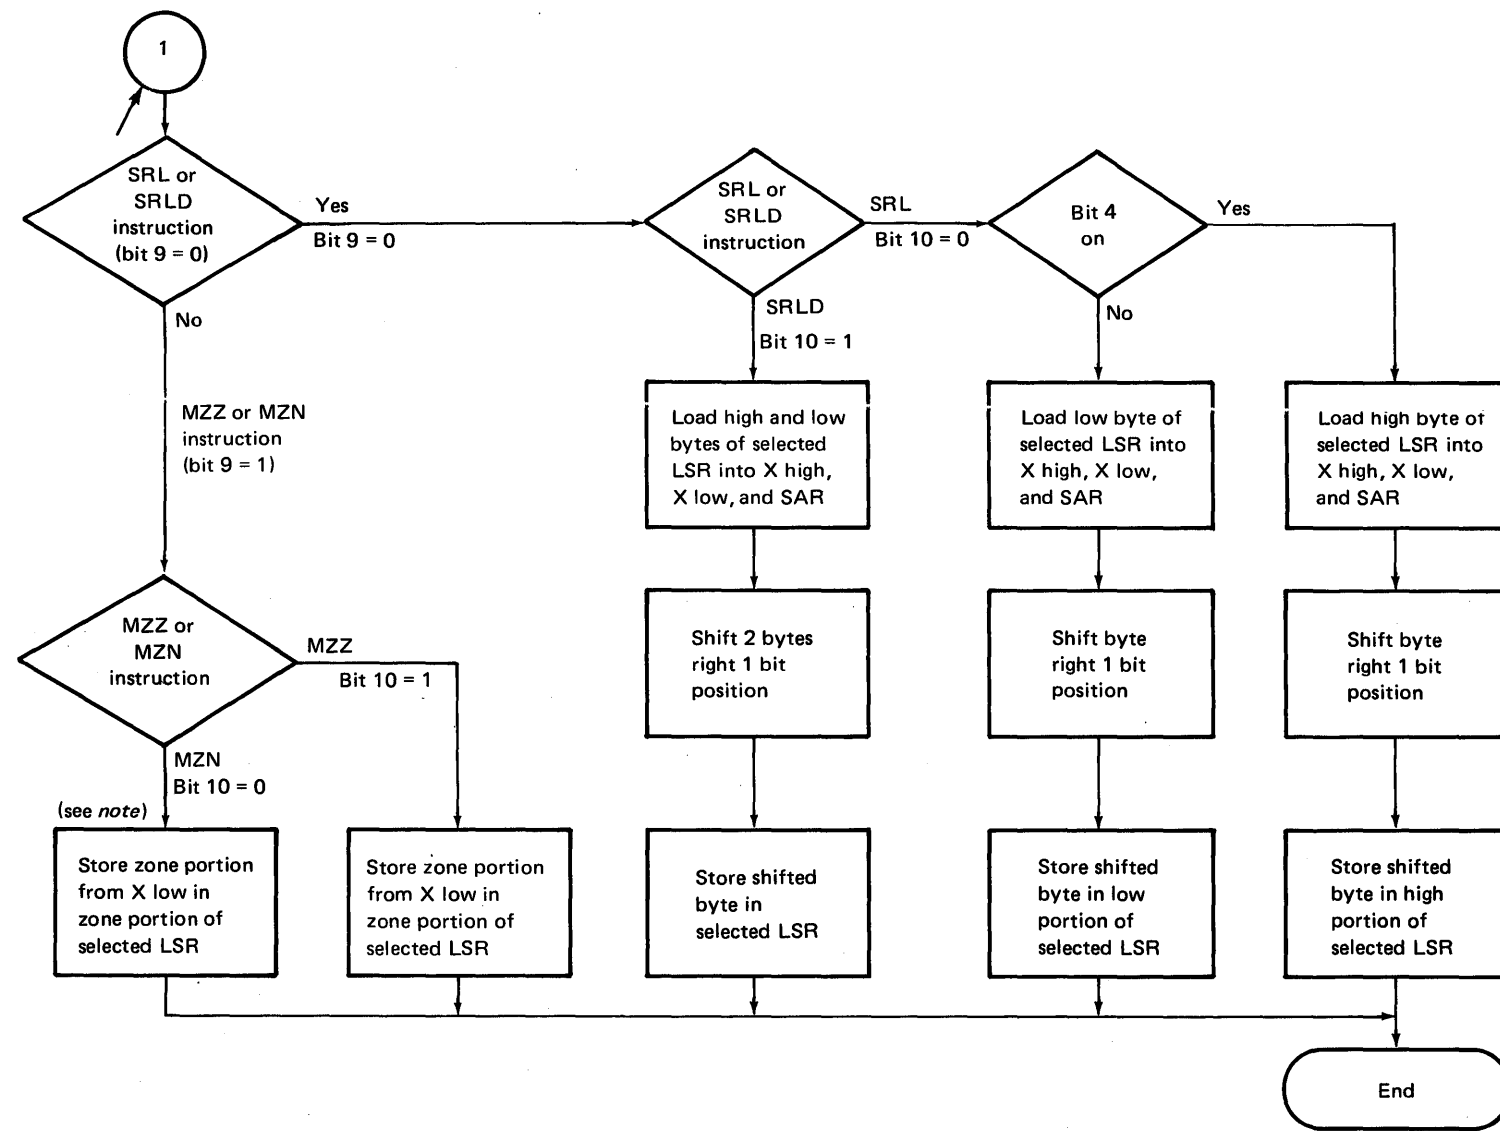 1
SRL or
SRLD
instruction
(bit 9 = 0)
Yes
Bit 9 = 0
SRL or
SRLD
instruction
SRL
Bit 10 = 0
Bit 4
on
Yes
No
SRLD
Bit 10 = 1
No
MZZ or MZN
instruction
(bit 9 = 1)
Load high and low
bytes of selected
LSR into X high,
X low, and SAR
Load low byte of
selected LSR into
X high, X low,
and SAR
Load high byte of
selected LSR into
X high, X low,
and SAR
MZZ or
MZN
instruction
MZZ
Bit 10 = 1
MZN
Bit 10 = 0
(see note)
Shift 2 bytes
right 1 bit
position
Shift byte
right 1 bit
position
Shift byte
right 1 bit
position
Store zone portion
from X low in
zone portion of
selected LSR
Store zone portion
from X low in
zone portion of
selected LSR
Store shifted
byte in
selected LSR
Store shifted
byte in low
portion of
selected LSR
Store shifted
byte in high
portion of
selected LSR
End